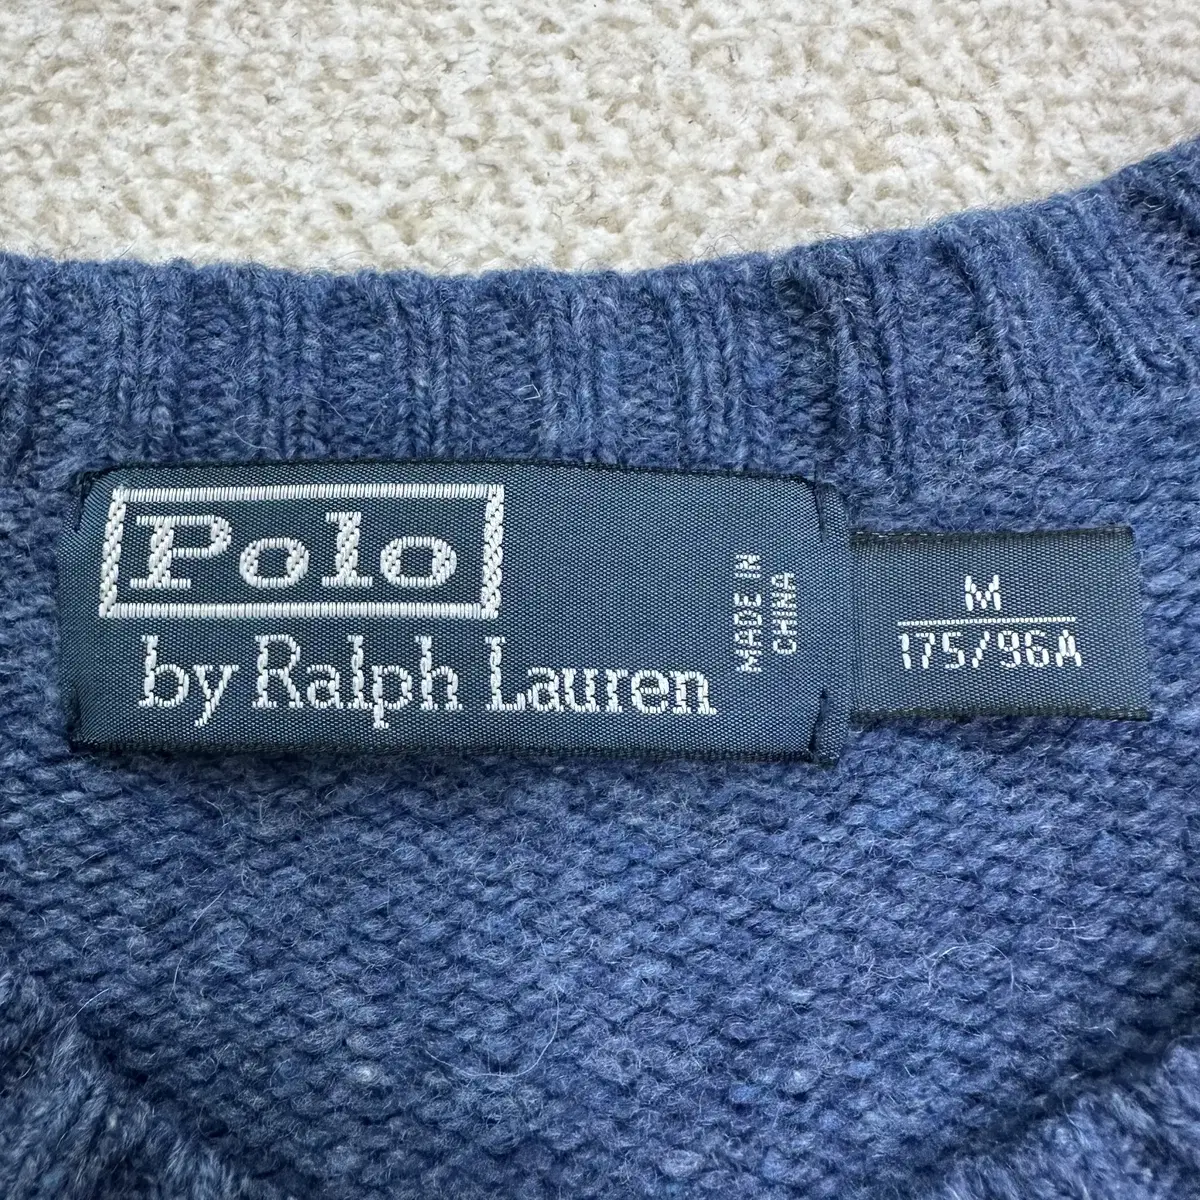 Polo
by Ralph Lauren
MADE IN
CHINA
M
175/96A